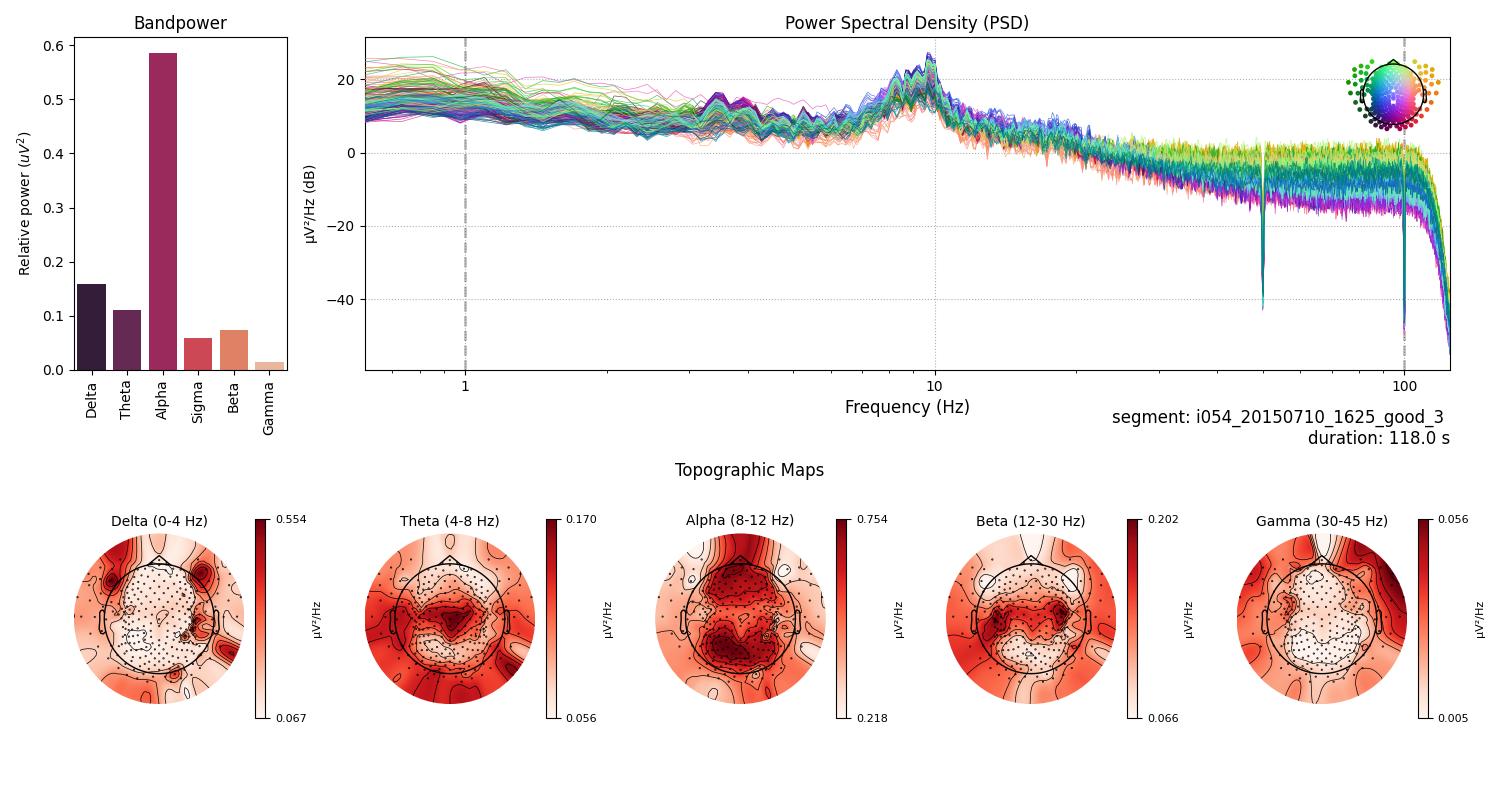 Bandpower
Relative power (uV²)
0.6
0.5
0.4
0.3
0.2
0.1
0.0
Delta
Theta
Alpha
Sigma
Beta
Gamma
Power Spectral Density (PSD)
µV²/Hz (dB)
20
0
−20
−40
1
10
100
Frequency (Hz)
segment: i054_20150710_1625_good_3
duration: 118.0 s
Topographic Maps
Delta (0-4 Hz)
0.554
0.067
µV²/Hz
Theta (4-8 Hz)
0.170
0.056
µV²/Hz
Alpha (8-12 Hz)
0.754
0.218
µV²/Hz
Beta (12-30 Hz)
0.202
0.066
µV²/Hz
Gamma (30-45 Hz)
0.056
0.005
µV²/Hz